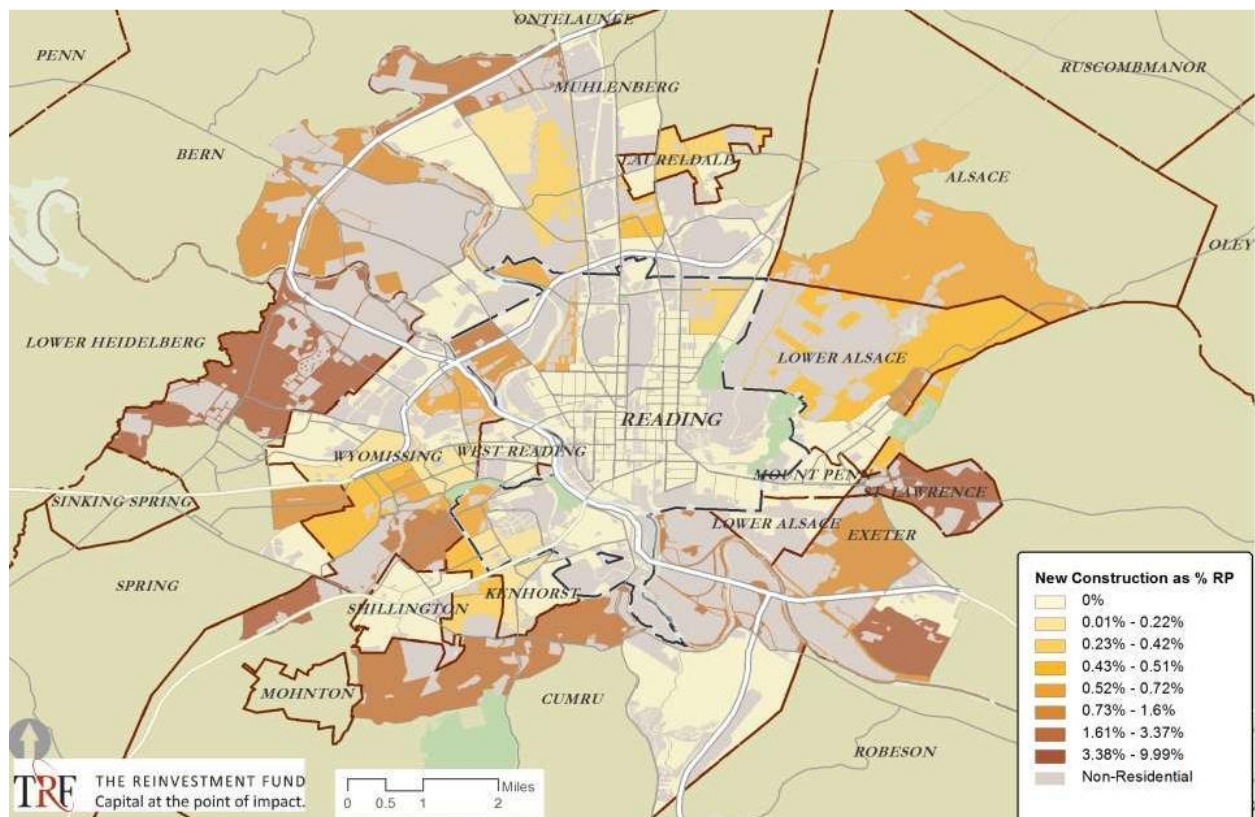 ONTELAUNEE
PENN
RUSCOMBMANOR
MUHLENBERG
BERN
LAURELDALE
ALSACE
OLEY
LOWER HEIDELBERG
LOWER ALSACE
READING
WYOMISSING
WEST READING
MOUNT PENN
SINKING SPRING
ST. LAWRENCE
LOWER ALSACE
EXETER
SPRING
KENHORST
SHILLINGTON
MOHNTON
CUMRU
ROBESON
New Construction as % RP
0%
0.01% - 0.22%
0.23% - 0.42%
0.43% - 0.51%
0.52% - 0.72%
0.73% - 1.6%
1.61% - 3.37%
3.38% - 9.99%
Non-Residential
TRF
THE REINVESTMENT FUND
Capital at the point of impact.
Miles
0 0.5 1 2